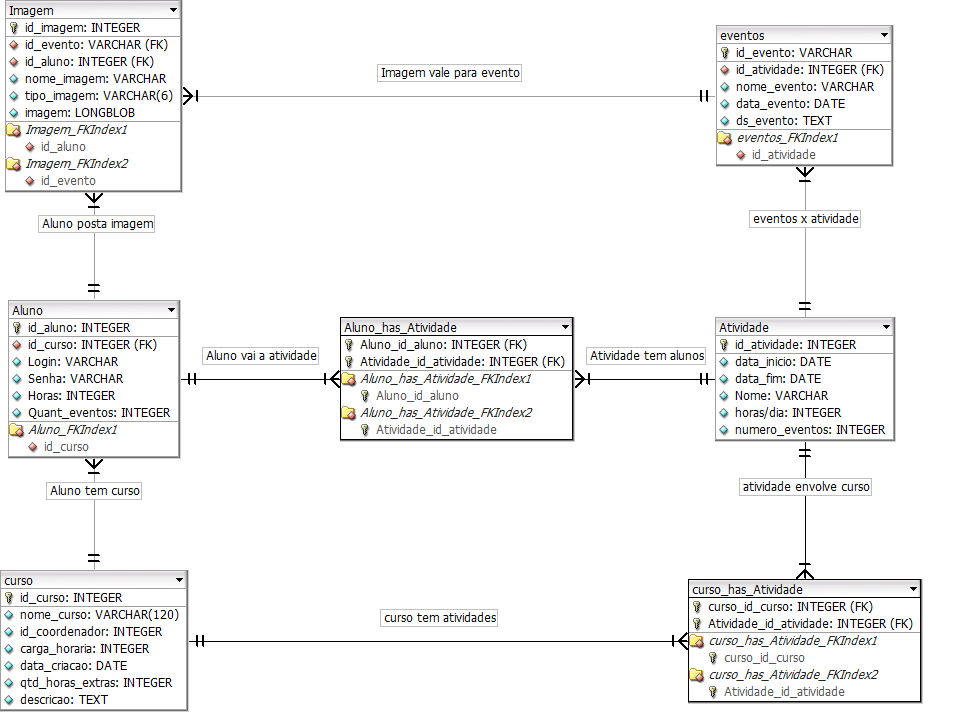 Imagem
id_imagem: INTEGER
id_evento: VARCHAR (FK)
id_aluno: INTEGER (FK)
nome_imagem: VARCHAR
tipo_imagem: VARCHAR(6)
imagem: LONGBLOB
Imagem_FKIndex1
id_aluno
Imagem_FKIndex2
id_evento
Imagem vale para evento
eventos
id_evento: VARCHAR
id_atividade: INTEGER (FK)
nome_evento: VARCHAR
data_evento: DATE
ds_evento: TEXT
eventos_FKIndex1
id_atividade
Aluno posta imagem
eventos x atividade
Aluno
id_aluno: INTEGER
id_curso: INTEGER (FK)
Login: VARCHAR
Senha: VARCHAR
Horas: INTEGER
Quant_eventos: INTEGER
Aluno_FKIndex1
id_curso
Aluno vai a atividade
Aluno_has_Atividade
Aluno_id_aluno: INTEGER (FK)
Atividade_id_atividade: INTEGER (FK)
Aluno_has_Atividade_FKIndex1
Aluno_id_aluno
Aluno_has_Atividade_FKIndex2
Atividade_id_atividade
Atividade tem alunos
Atividade
id_atividade: INTEGER
data_inicio: DATE
data_fim: DATE
Nome: VARCHAR
horas/dia: INTEGER
numero_eventos: INTEGER
Aluno tem curso
atividade envolve curso
curso
id_curso: INTEGER
nome_curso: VARCHAR(120)
id_coordenador: INTEGER
carga_horaria: INTEGER
data_criacao: DATE
qtd_horas_extras: INTEGER
descricao: TEXT
curso tem atividades
curso_has_Atividade
curso_id_curso: INTEGER (FK)
Atividade_id_atividade: INTEGER (FK)
curso_has_Atividade_FKIndex1
curso_id_curso
curso_has_Atividade_FKIndex2
Atividade_id_atividade